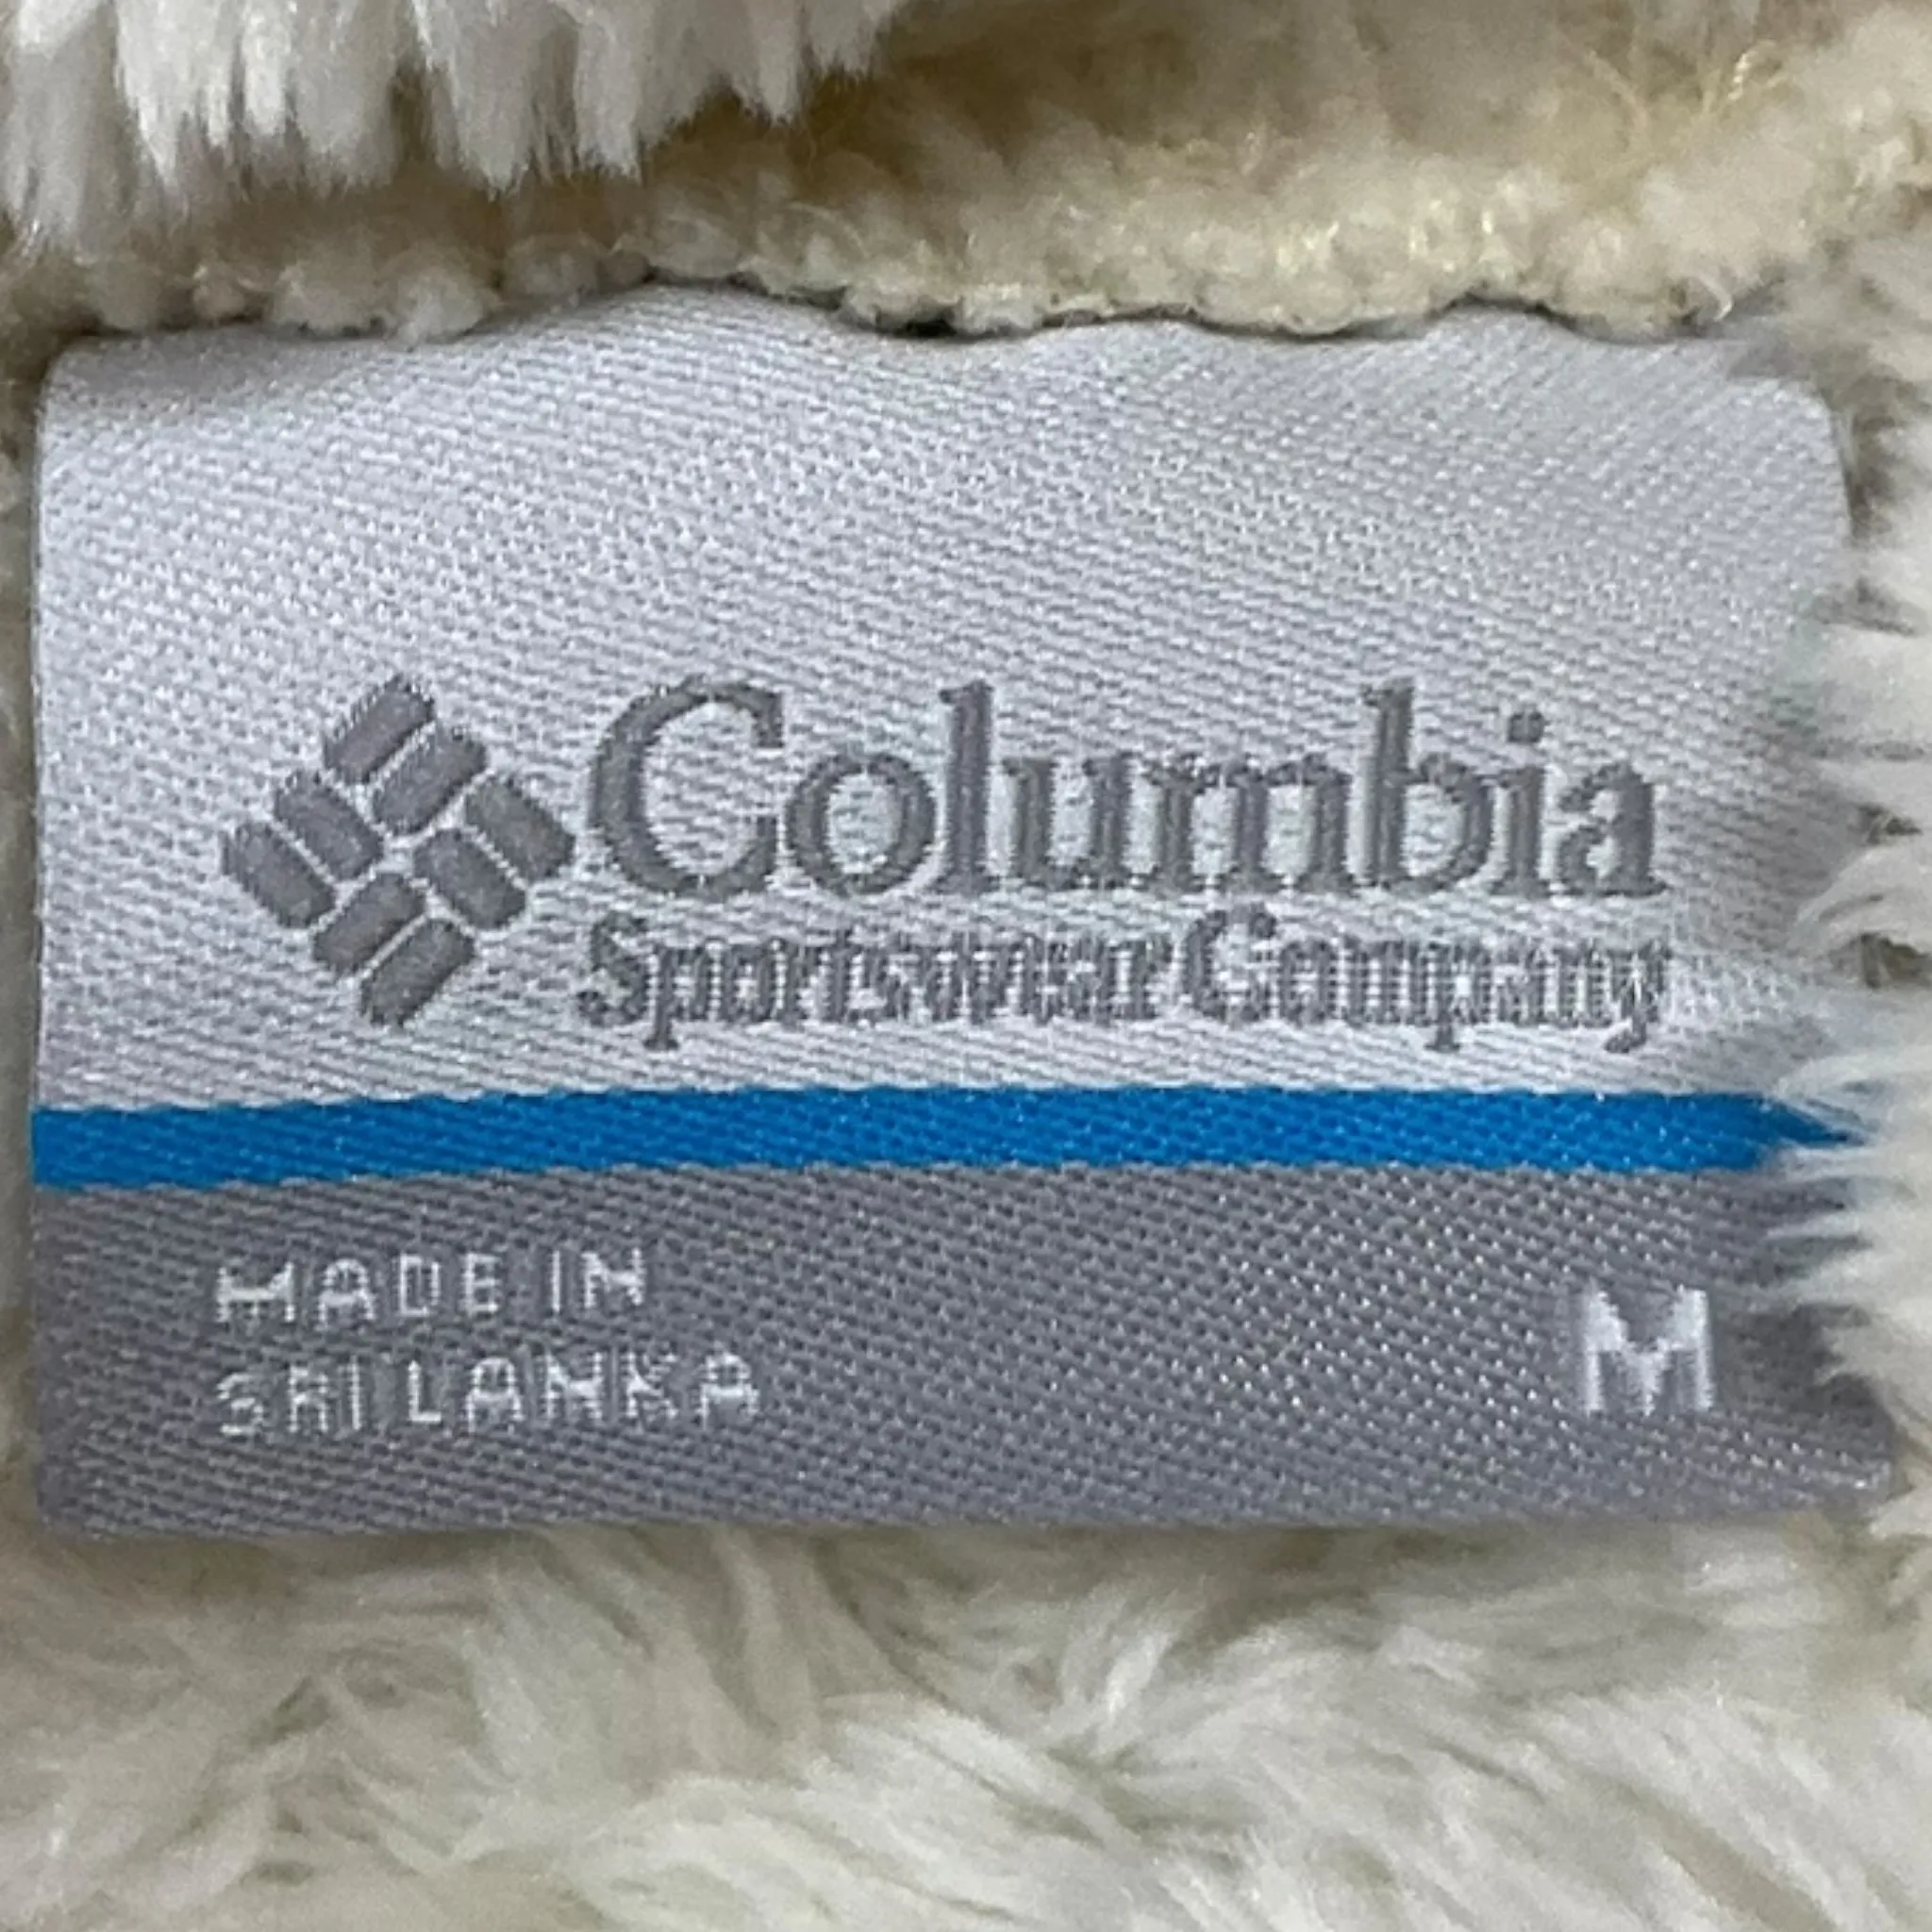 Columbia
Sportswear Company
MADE IN
SRI LANKA
M